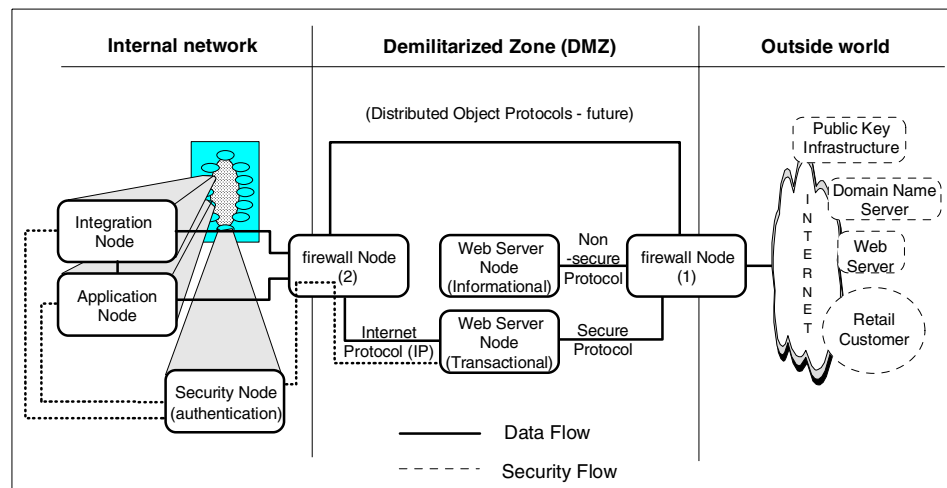 Internal network
Demilitarized Zone (DMZ)
Outside world
(Distributed Object Protocols - future)
Public Key
Infrastructure
Domain Name
Server
Web
Server
Retail
Customer
INTERNET
Integration
Node
Application
Node
Security Node
(authentication)
firewall Node
(2)
Web Server
Node
(Informational)
Non
-secure
Protocol
firewall Node
(1)
Internet
Protocol (IP)
Web Server
Node
(Transactional)
Secure
Protocol
Data Flow
Security Flow